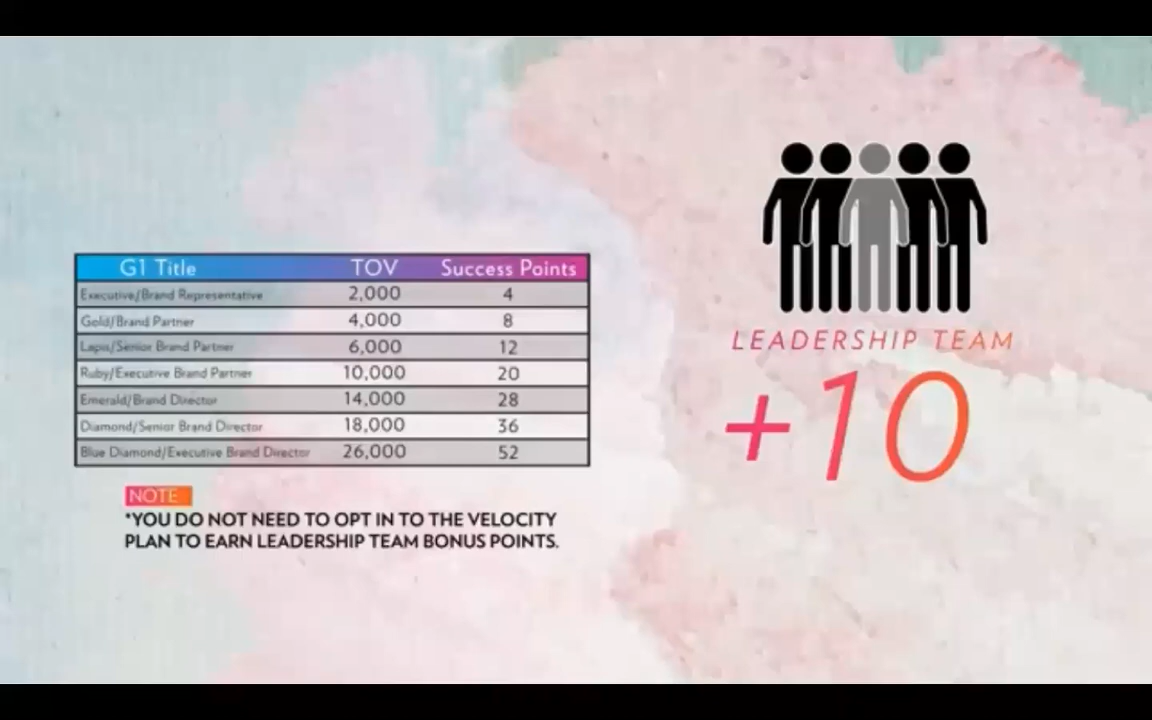 G1 Title TOV Success Points
Executive/Brand Representative 2,000 4
Gold/Brand Partner 4,000 8
Lapis/Senior Brand Partner 6,000 12
Ruby/Executive Brand Partner 10,000 20
Emerald/Brand Director 14,000 28
Diamond/Senior Brand Director 18,000 36
Blue Diamond/Executive Brand Director 26,000 52
NOTE
*YOU DO NOT NEED TO OPT IN TO THE VELOCITY
PLAN TO EARN LEADERSHIP TEAM BONUS POINTS.
LEADERSHIP TEAM
+10